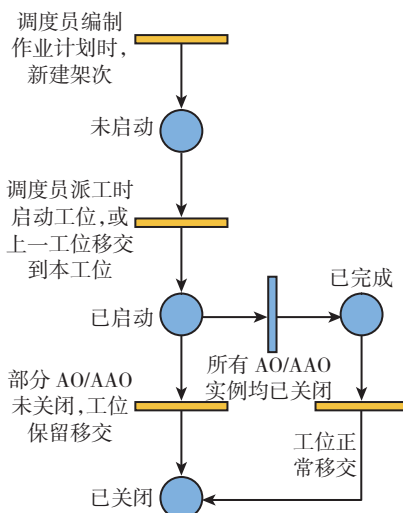 调度员编制
作业计划时，
新建架次
未启动
调度员派工时
启动工位，或
上一工位移交
到本工位
已完成
已启动
所有 AO/AAO
实例均已关闭
部分 AO/AAO
未关闭，工位
保留移交
工位正
常移交
已关闭